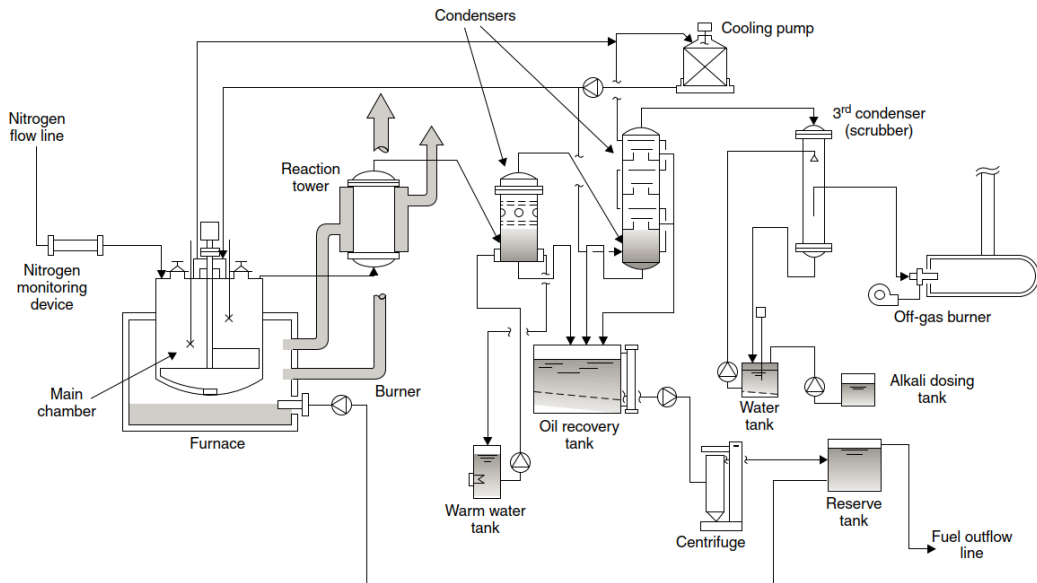 Condensers
Cooling pump
Nitrogen
flow line
3rd condenser
(scrubber)
Reaction
tower
Nitrogen
monitoring
device
Off-gas burner
Main
chamber
Burner
Furnace
Oil recovery
tank
Water
tank
Alkali dosing
tank
Warm water
tank
Centrifuge
Reserve
tank
Fuel outflow
line